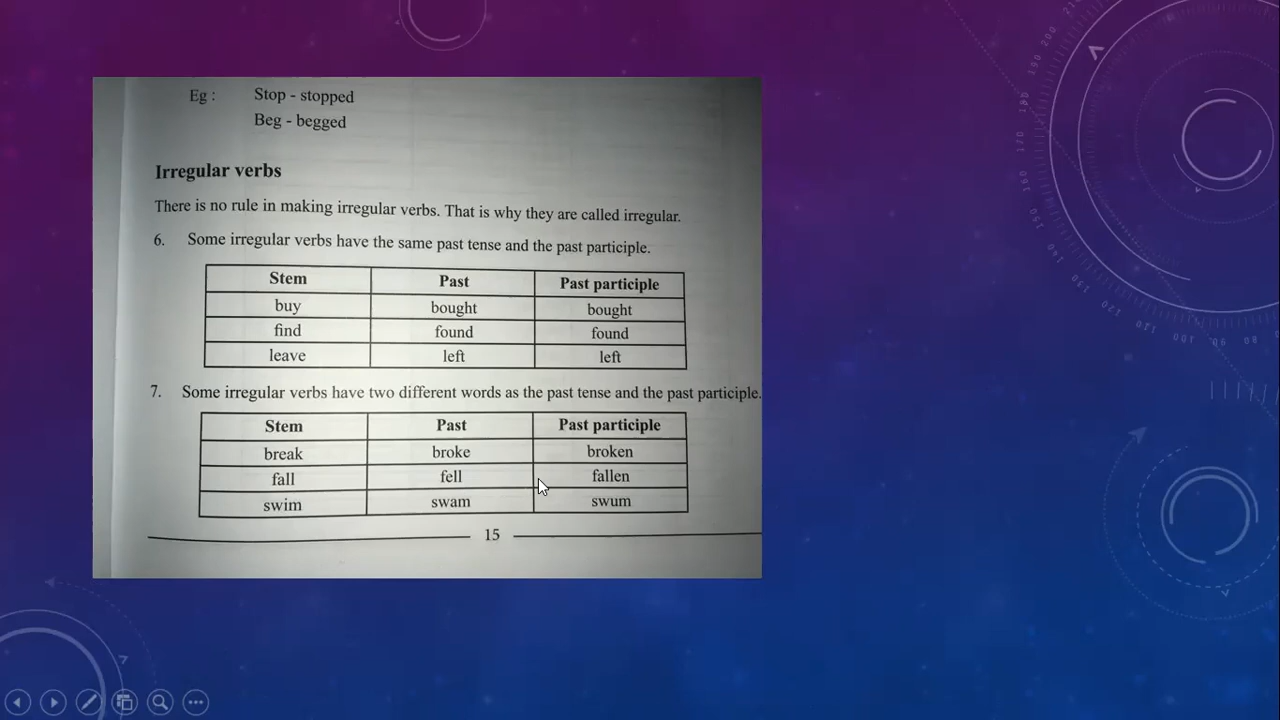 Eg : Stop - stopped
Beg - begged
Irregular verbs
There is no rule in making irregular verbs. That is why they are called irregular.
6. Some irregular verbs have the same past tense and the past participle.
Stem Past Past participle
buy bought bought
find found found
leave left left
7. Some irregular verbs have two different words as the past tense and the past participle.
Stem Past Past participle
break broke broken
fall fell fallen
swim swam swum
15